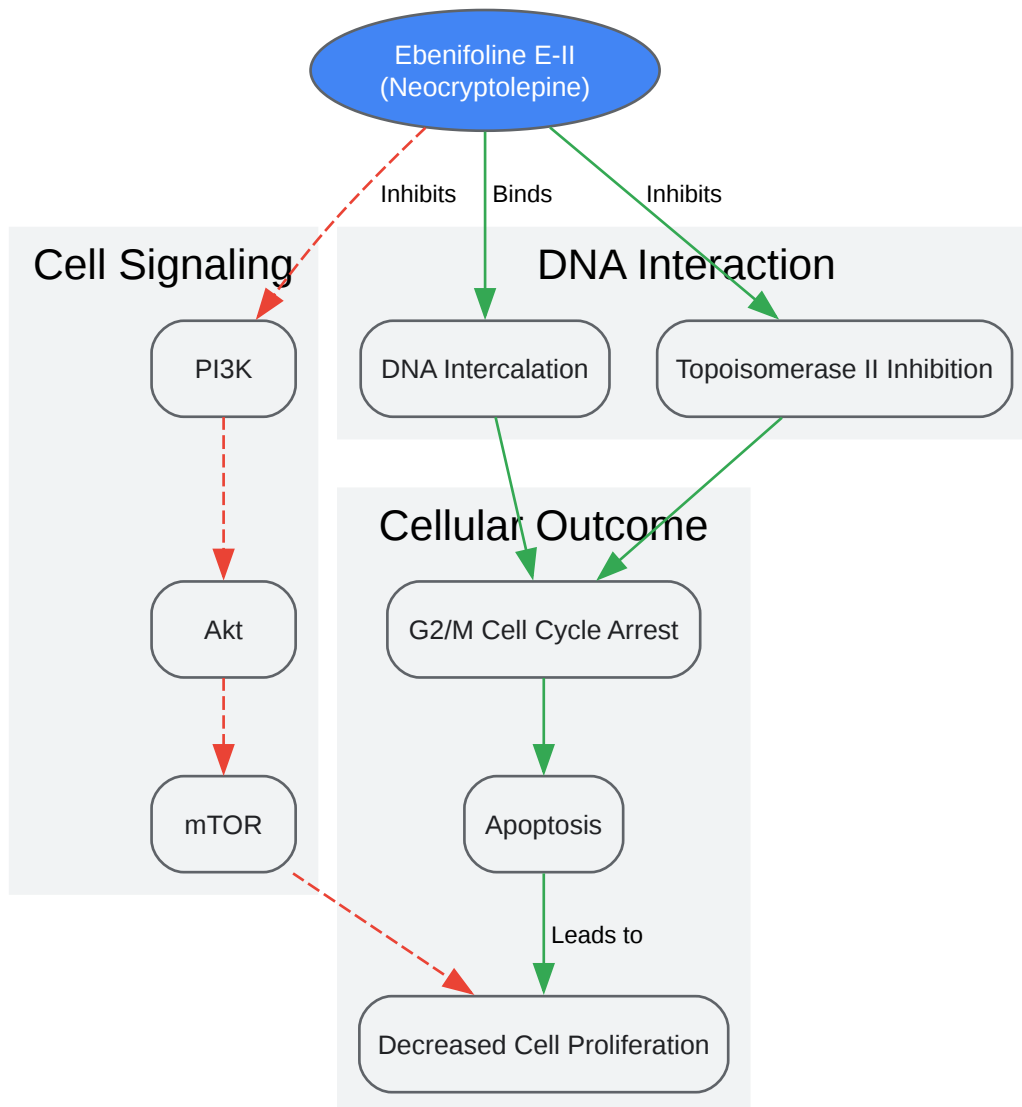 Ebenifoline E-II
(Neocryptolepine)
Inhibits
Binds
Inhibits
Cell Signaling
DNA Interaction
PI3K
DNA Intercalation
Topoisomerase II Inhibition
Cellular Outcome
Akt
G2/M Cell Cycle Arrest
mTOR
Apoptosis
Leads to
Decreased Cell Proliferation